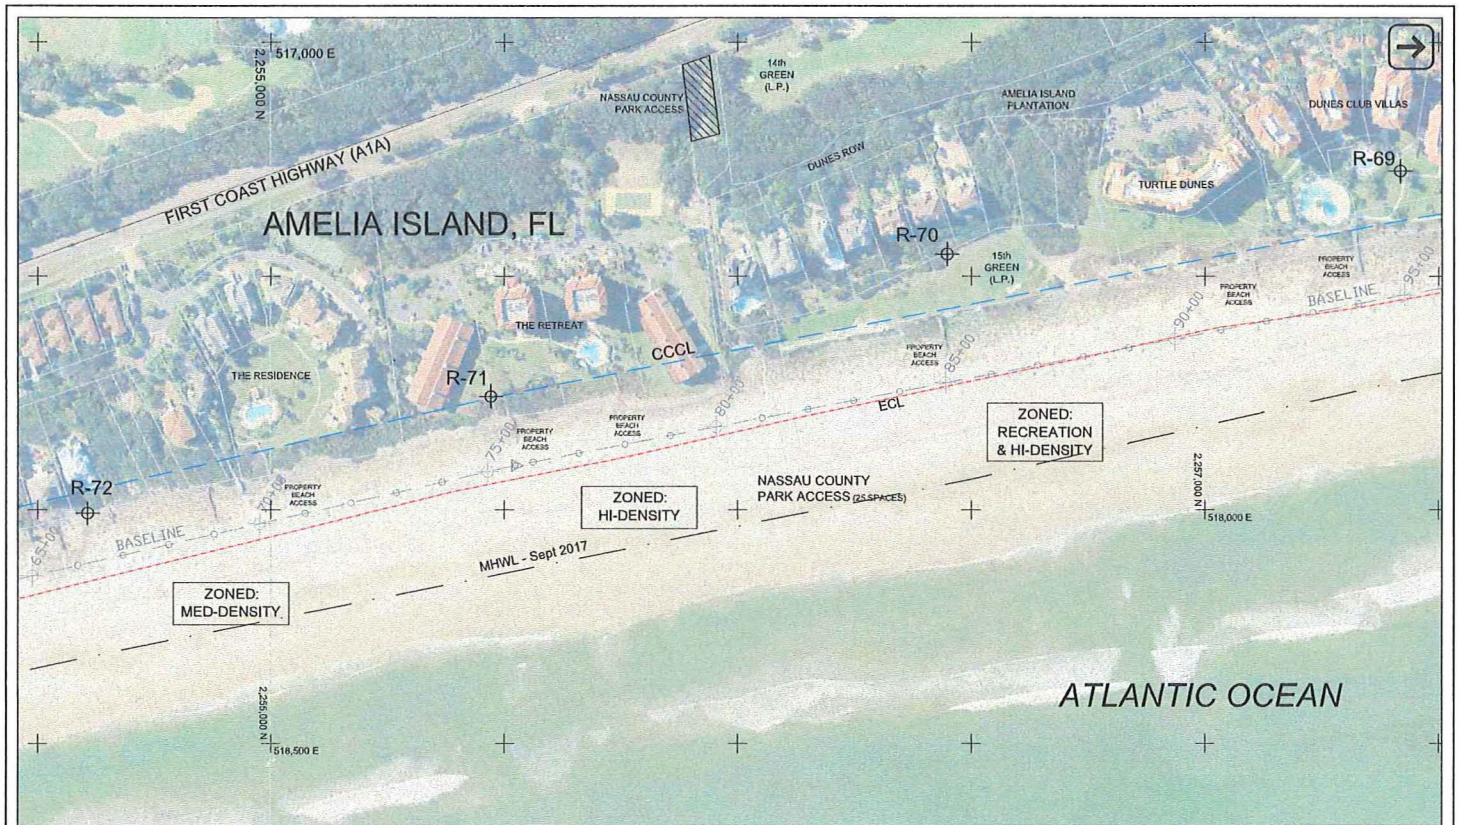 517,000 E
2,255,000 N
NASSAU COUNTY
PARK ACCESS
14th
GREEN
(L.P.)
AMELIA ISLAND
PLANTATION
DUNES CLUB VILLAS
FIRST COAST HIGHWAY (A1A)
DUNES ROW
R-69
TURTLE DUNES
AMELIA ISLAND, FL
R-70
15th
GREEN
(L.P.)
PROPERTY
BEACH
ACCESS
PROPERTY
BEACH
ACCESS
BASELINE
95+00
90+00
THE RETREAT
CCCL
PROPERTY
BEACH
ACCESS
85+00
THE RESIDENCE
R-71
80+00
ECL
PROPERTY
BEACH
ACCESS
PROPERTY
BEACH
ACCESS
75+00
ZONED:
RECREATION
& HI-DENSITY
R-72
PROPERTY
BEACH
ACCESS
70+00
ZONED:
HI-DENSITY
NASSAU COUNTY
PARK ACCESS (25 SPACES)
2,257,000 N
518,000 E
BASELINE
65+00
MHWL - Sept 2017
ZONED:
MED-DENSITY
ATLANTIC OCEAN
2,255,000 N
518,500 E